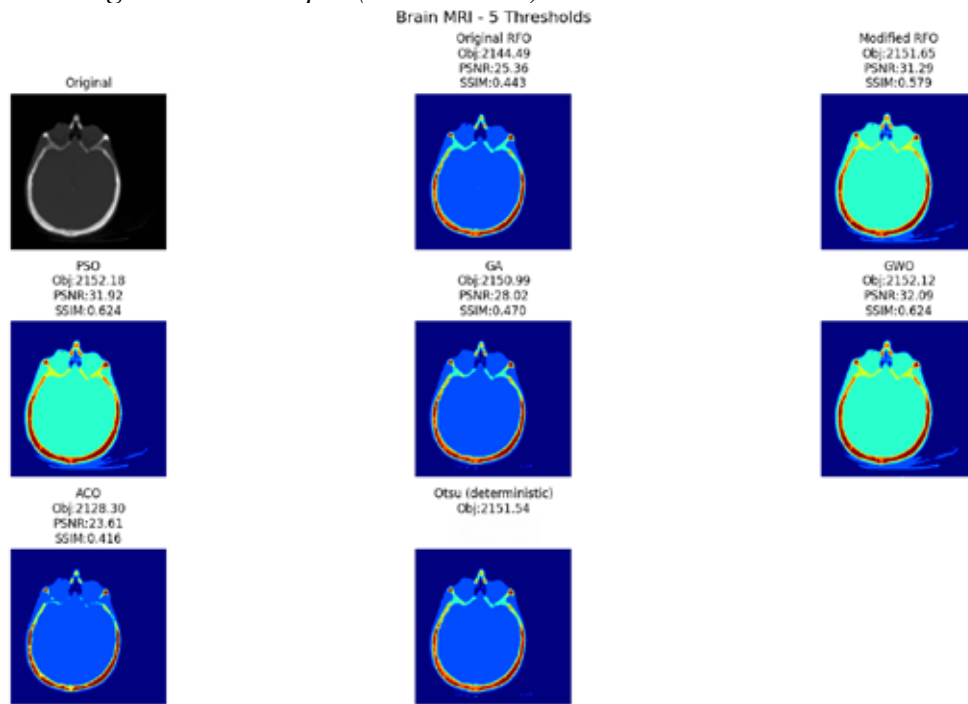 Brain MRI - 5 Thresholds
Original
Original RFO
Obj:2144.49
PSNR:25.36
SSIM:0.443
Modified RFO
Obj:2151.65
PSNR:31.29
SSIM:0.579
PSO
Obj:2152.18
PSNR:31.92
SSIM:0.624
GA
Obj:2150.99
PSNR:28.02
SSIM:0.470
GWO
Obj:2152.12
PSNR:32.09
SSIM:0.624
ACO
Obj:2128.30
PSNR:23.61
SSIM:0.416
Otsu (deterministic)
Obj:2151.54